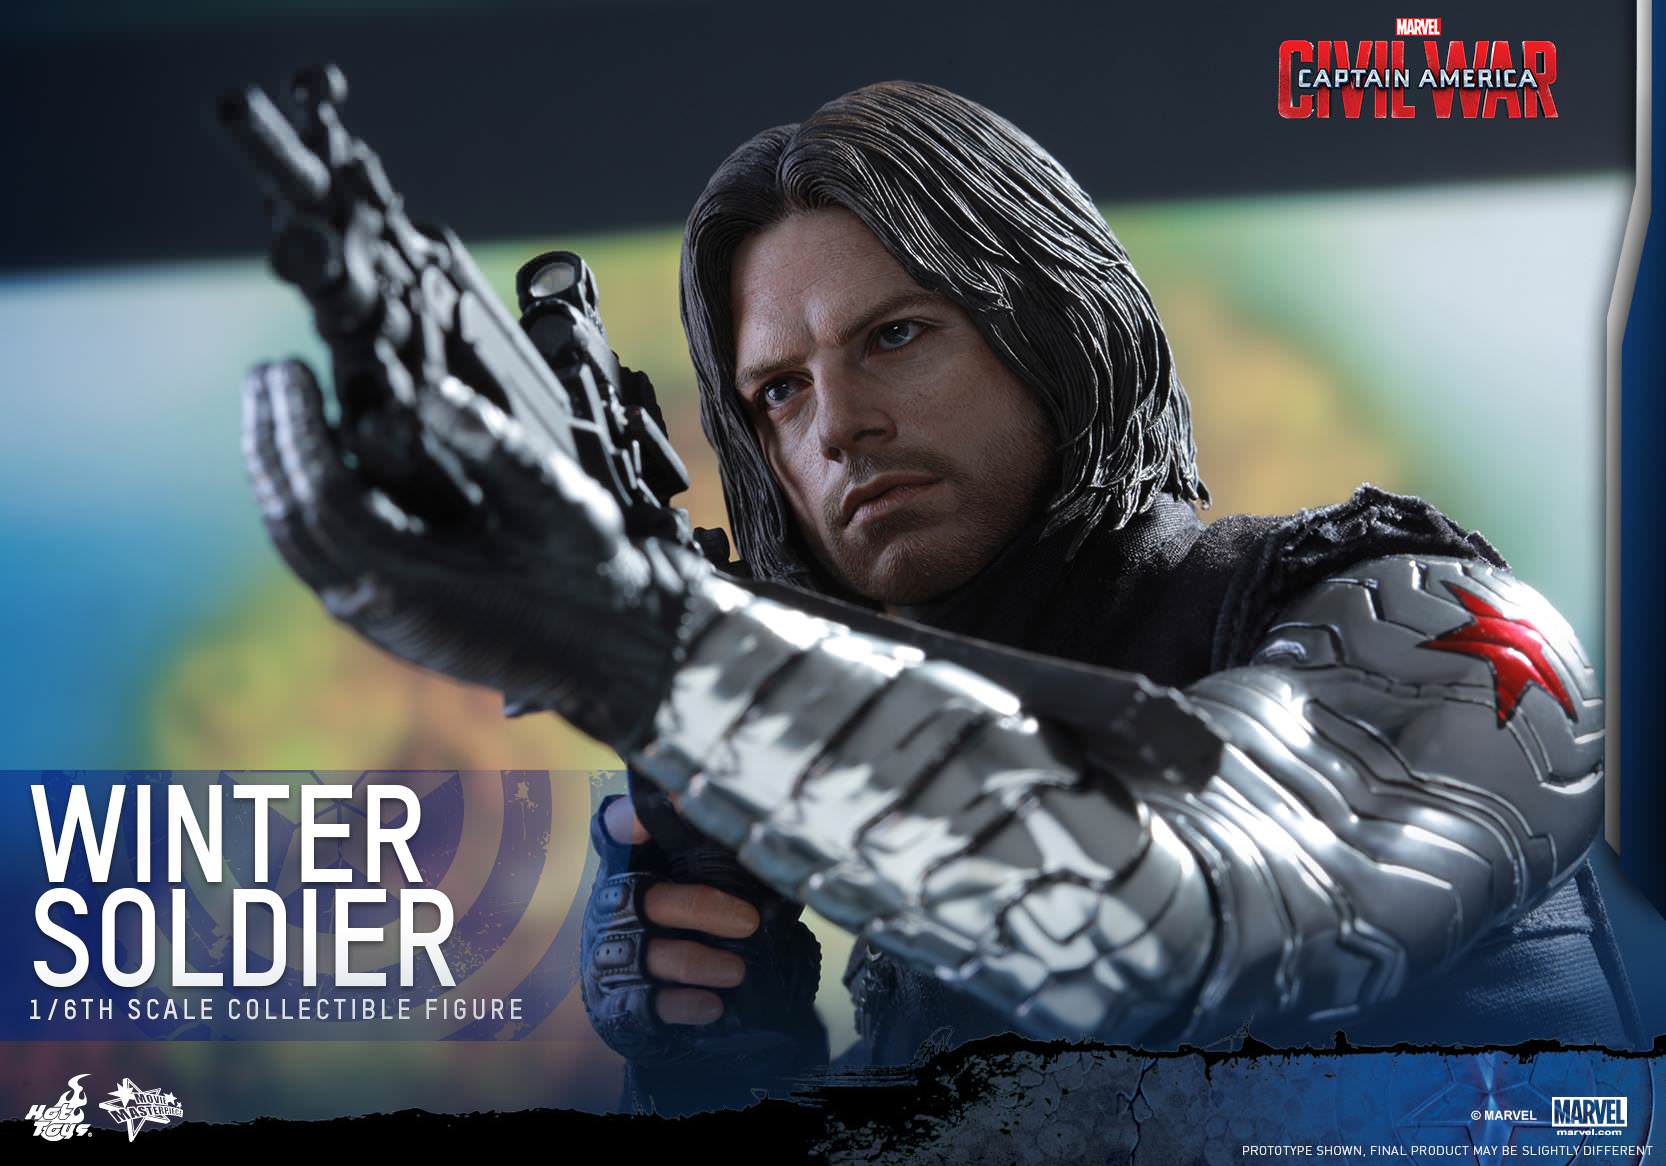 MARVEL
CIVIL WAR
CAPTAIN AMERICA
WINTER
SOLDIER
1/6TH SCALE COLLECTIBLE FIGURE
Hot
Toys.
MOVIE
MASTERPIECE
© MARVEL
MARVEL
marvel.com
PROTOTYPE SHOWN, FINAL PRODUCT MAY BE SLIGHTLY DIFFERENT